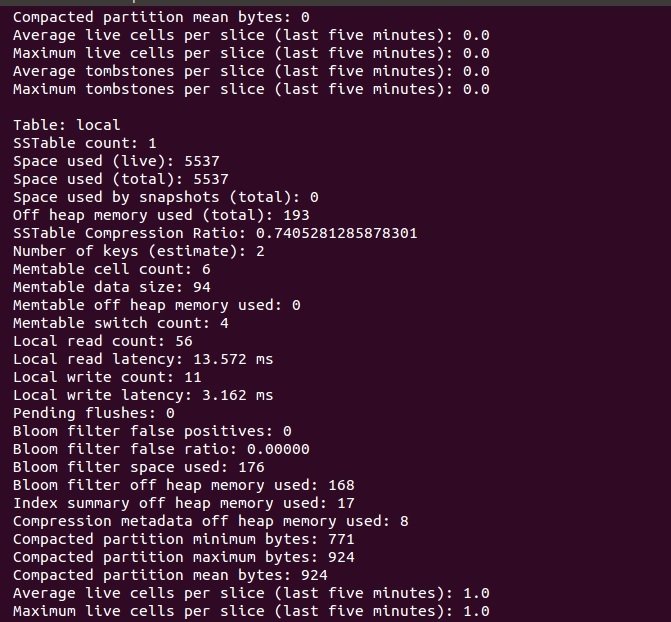 Compacted partition mean bytes: 0
Average live cells per slice (last five minutes): 0.0
Maximum live cells per slice (last five minutes): 0.0
Average tombstones per slice (last five minutes): 0.0
Maximum tombstones per slice (last five minutes): 0.0
Table: local
SSTable count: 1
Space used (live): 5537
Space used (total): 5537
Space used by snapshots (total): 0
Off heap memory used (total): 193
SSTable Compression Ratio: 0.7405281285878301
Number of keys (estimate): 2
Memtable cell count: 6
Memtable data size: 94
Memtable off heap memory used: 0
Memtable switch count: 4
Local read count: 56
Local read latency: 13.572 ms
Local write count: 11
Local write latency: 3.162 ms
Pending flushes: 0
Bloom filter false positives: 0
Bloom filter false ratio: 0.00000
Bloom filter space used: 176
Bloom filter off heap memory used: 168
Index summary off heap memory used: 17
Compression metadata off heap memory used: 8
Compacted partition minimum bytes: 771
Compacted partition maximum bytes: 924
Compacted partition mean bytes: 924
Average live cells per slice (last five minutes): 1.0
Maximum live cells per slice (last five minutes): 1.0